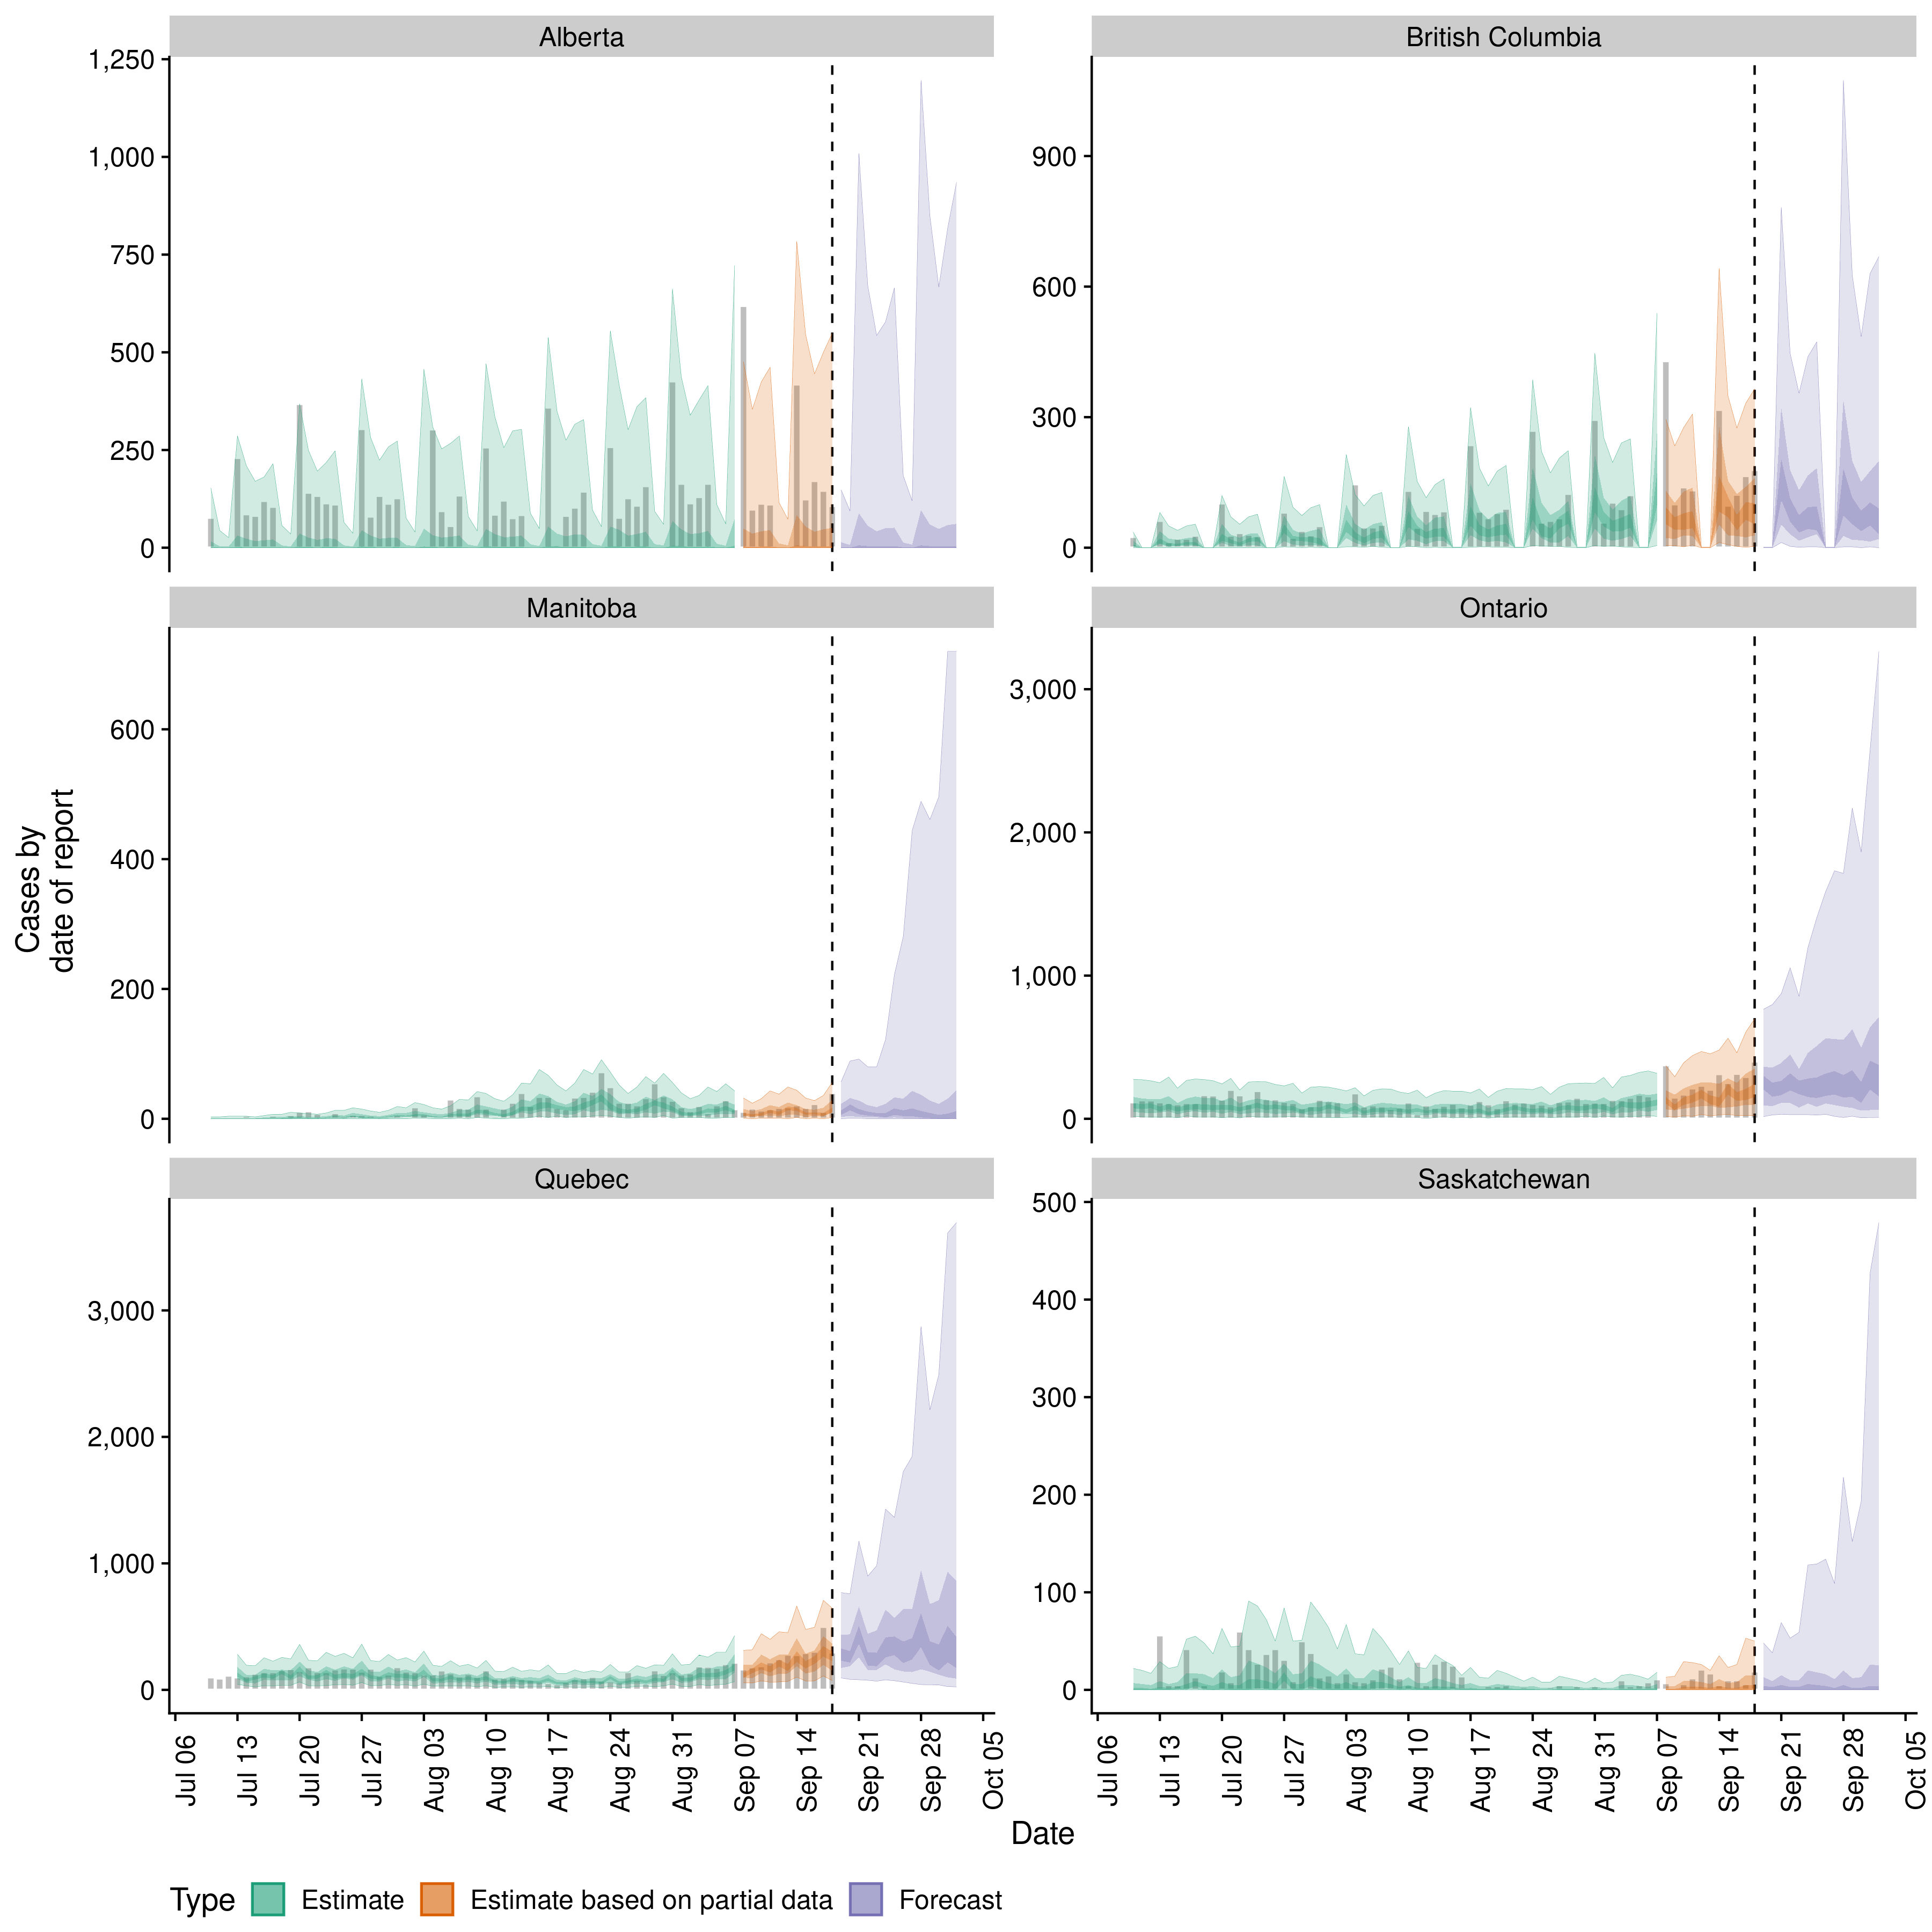 Alberta
British Columbia
1,250
1,000
750
500
250
0
900
600
300
0
Manitoba
Ontario
600
400
200
0
3,000
2,000
1,000
0
Cases by
date of report
Quebec
Saskatchewan
3,000
2,000
1,000
0
500
400
300
200
100
0
Jul 06
Jul 13
Jul 20
Jul 27
Aug 03
Aug 10
Aug 17
Aug 24
Aug 31
Sep 07
Sep 14
Sep 21
Sep 28
Oct 05
Jul 06
Jul 13
Jul 20
Jul 27
Aug 03
Aug 10
Aug 17
Aug 24
Aug 31
Sep 07
Sep 14
Sep 21
Sep 28
Oct 05
Date
Type Estimate Estimate based on partial data Forecast